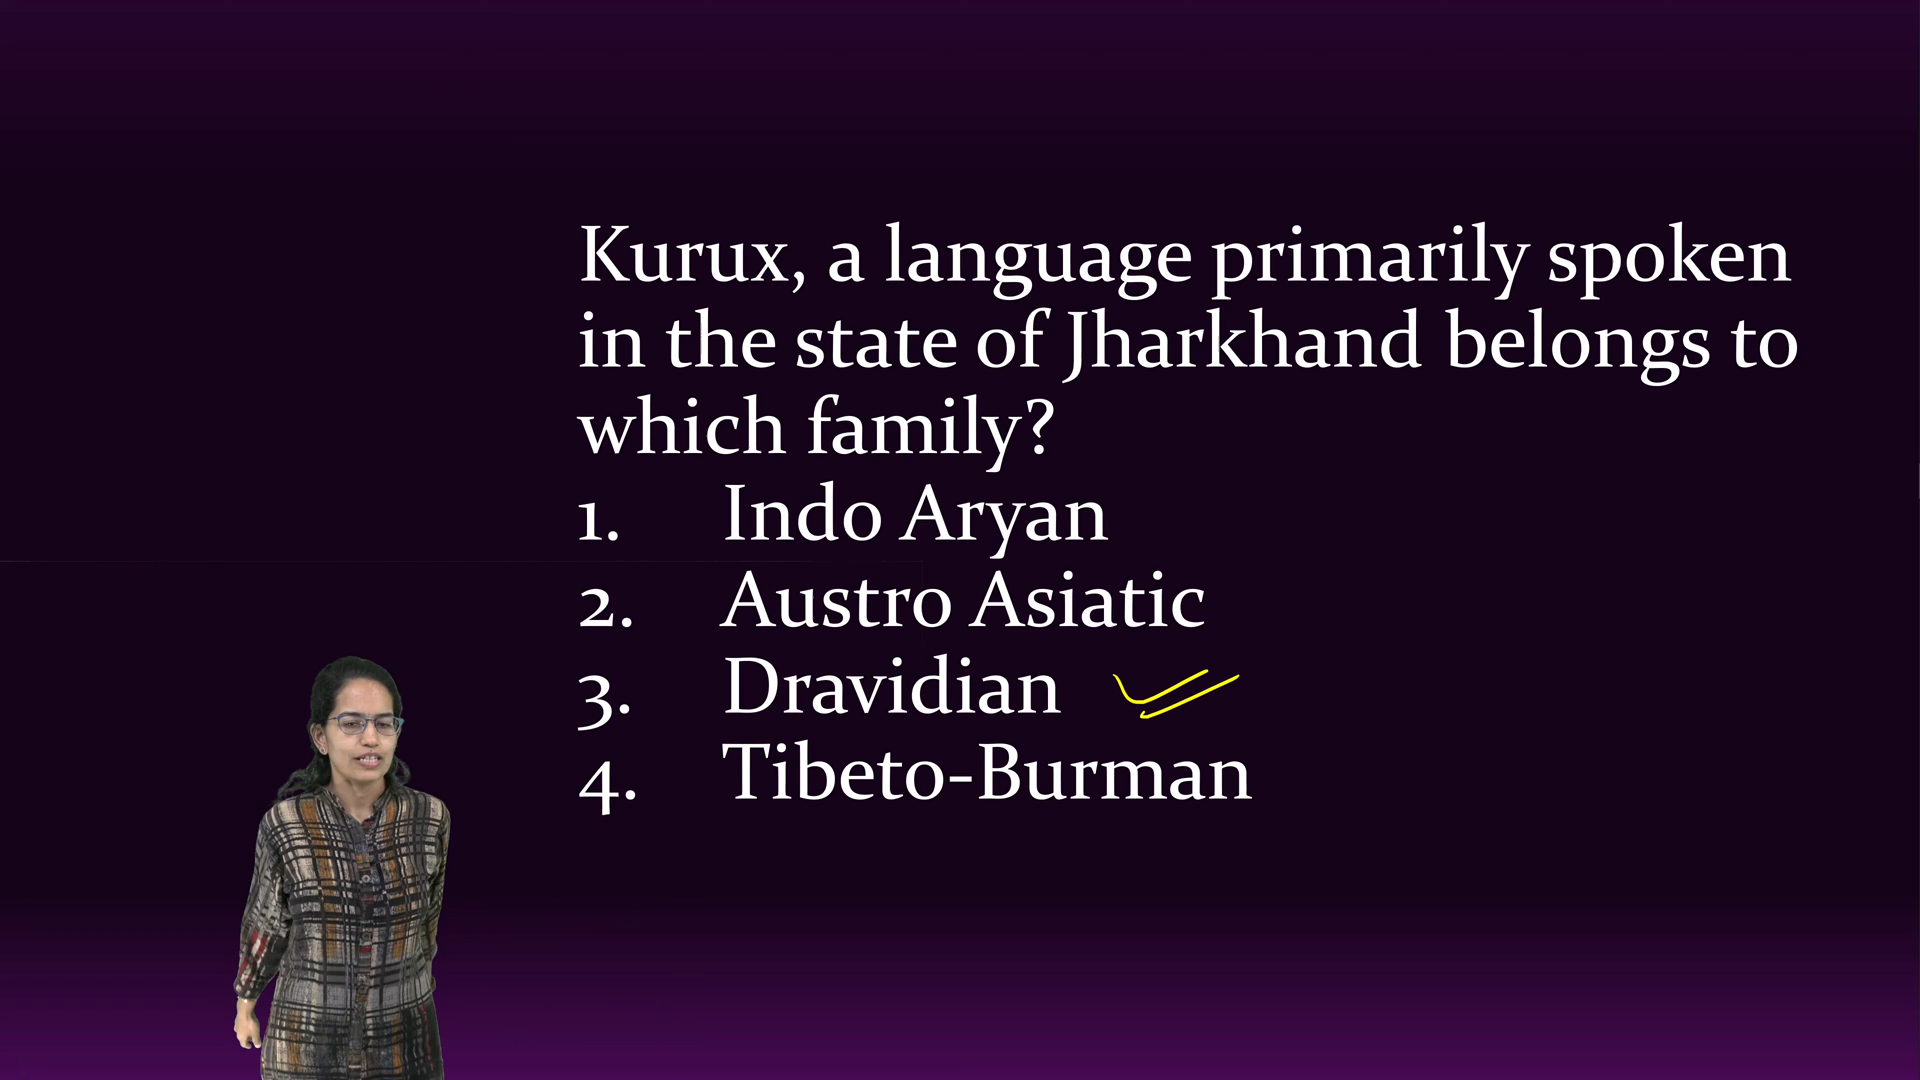 Kurux, a language primarily spoken
in the state of Jharkhand belongs to
which family?
1. Indo Aryan
2. Austro Asiatic
3. Dravidian
4. Tibeto-Burman